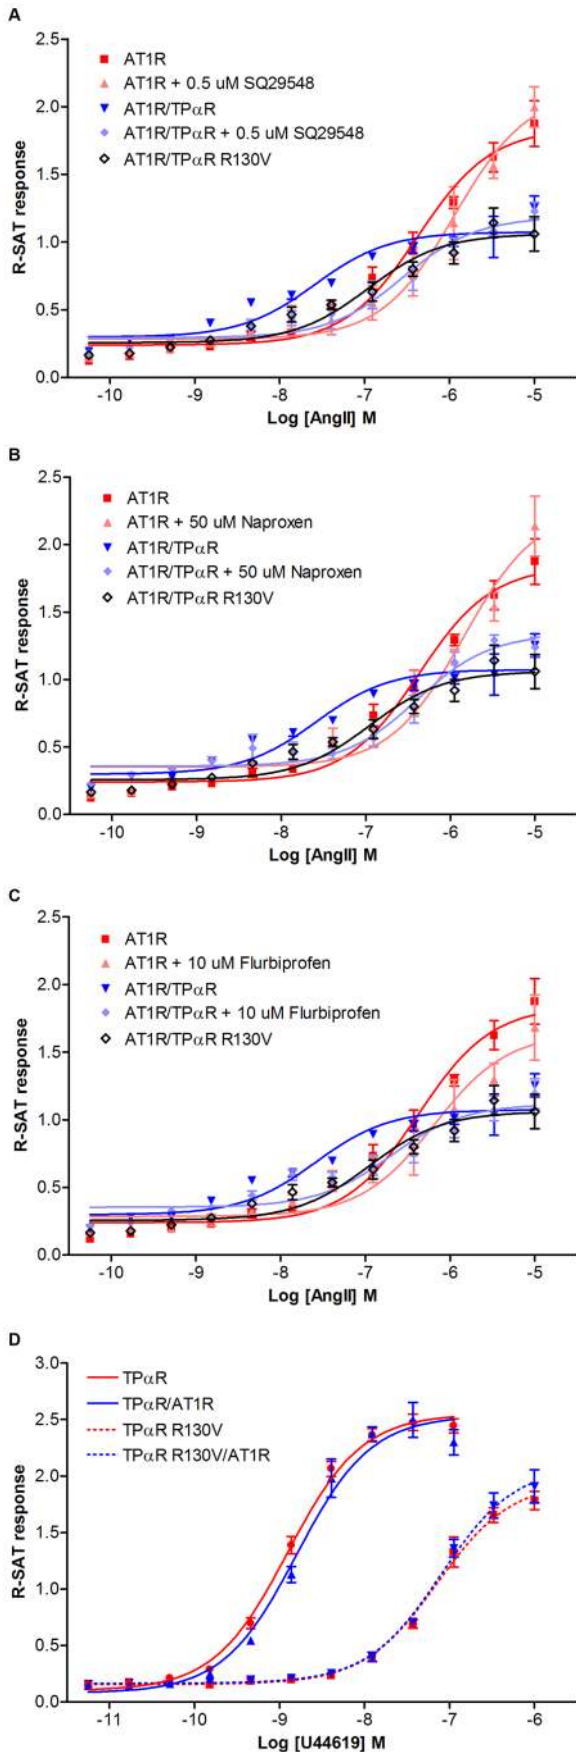 A
2.5
AT1R
AT1R + 0.5 uM SQ29548
2.0
AT1R/TPαR
AT1R/TPαR + 0.5 uM SQ29548
1.5
AT1R/TPαR R130V
R-SAT response
1.0
0.5
0.0
-10 -9 -8 -7 -6 -5
Log [AngII] M
B
2.5
AT1R
AT1R + 50 uM Naproxen
2.0
AT1R/TPαR
AT1R/TPαR + 50 uM Naproxen
1.5
AT1R/TPαR R130V
R-SAT response
1.0
0.5
0.0
-10 -9 -8 -7 -6 -5
Log [AngII] M
C
2.5
AT1R
AT1R + 10 uM Flurbiprofen
2.0
AT1R/TPαR
AT1R/TPαR + 10 uM Flurbiprofen
1.5
AT1R/TPαR R130V
R-SAT response
1.0
0.5
0.0
-10 -9 -8 -7 -6 -5
Log [AngII] M
D
3.0
TPαR
TPαR/AT1R
2.5
TPαR R130V
TPαR R130V/AT1R
2.0
R-SAT response
1.5
1.0
0.5
0.0
-11 -10 -9 -8 -7 -6
Log [U44619] M